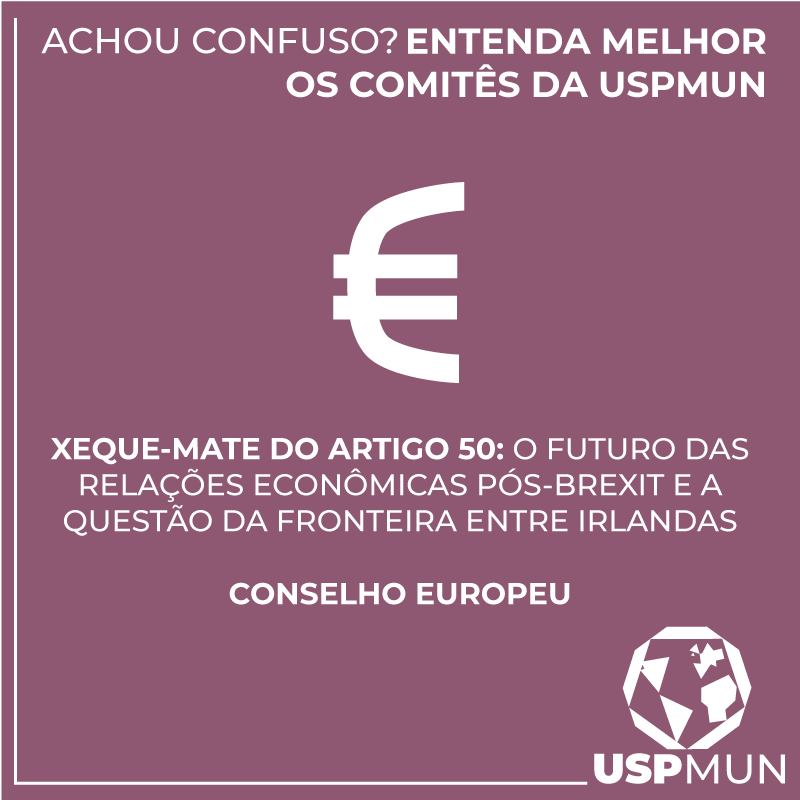 ACHOU CONFUSO? ENTENDA MELHOR
OS COMITÊS DA USPMUN
€
XEQUE-MATE DO ARTIGO 50: O FUTURO DAS
RELAÇÕES ECONÔMICAS PÓS-BREXIT E A
QUESTÃO DA FRONTEIRA ENTRE IRLANDAS
CONSELHO EUROPEU
USPMUN